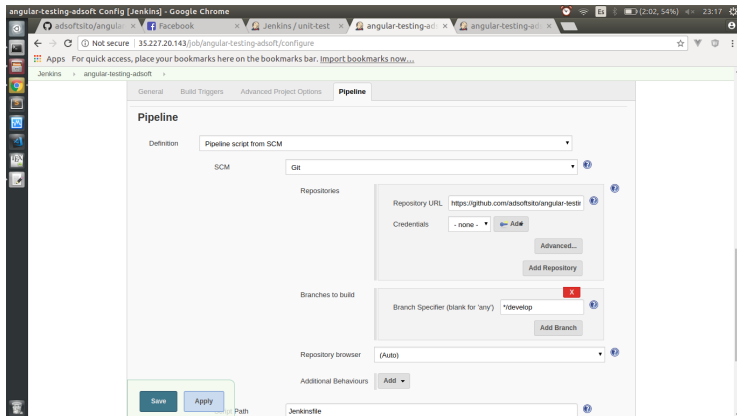 angular-testing-adsoft Config [Jenkins] - Google Chrome
Es (2:02, 54%) 23:17
adsoftsito/angular Facebook Jenkins / unit-test angular-testing-ad angular-testing-ad
Not secure 35.227.20.143/job/angular-testing-adsoft/configure
Apps For quick access, place your bookmarks here on the bookmarks bar. Import bookmarks now...
Jenkins angular-testing-adsoft
General Build Triggers Advanced Project Options Pipeline
Pipeline
Definition Pipeline script from SCM
SCM Git
Repositories
Repository URL https://github.com/adsoftsito/angular-testin
Credentials - none - Add
Advanced...
Add Repository
Branches to build X
Branch Specifier (blank for 'any') */develop
Add Branch
Repository browser (Auto)
Additional Behaviours Add
Save Apply
Path Jenkinsfile